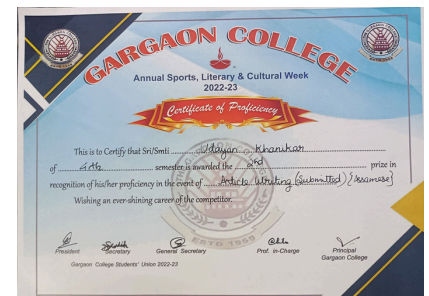 GARGAON COLLEGE
Annual Sports, Literary & Cultural Week
2022-23
Certificate of Proficiency
This is to Certify that Sri/Smti Udayan Khanikar
of 4th semester is awarded the 2nd prize in
recognition of his/her proficiency in the event of Article Writing (Submitted) {Assamese}
Wishing an ever-shining career of the competitor.
ESTD 1959
President Secretary General Secretary Prof. in-Charge Principal
Gargaon College Students' Union 2022-23 Gargaon College